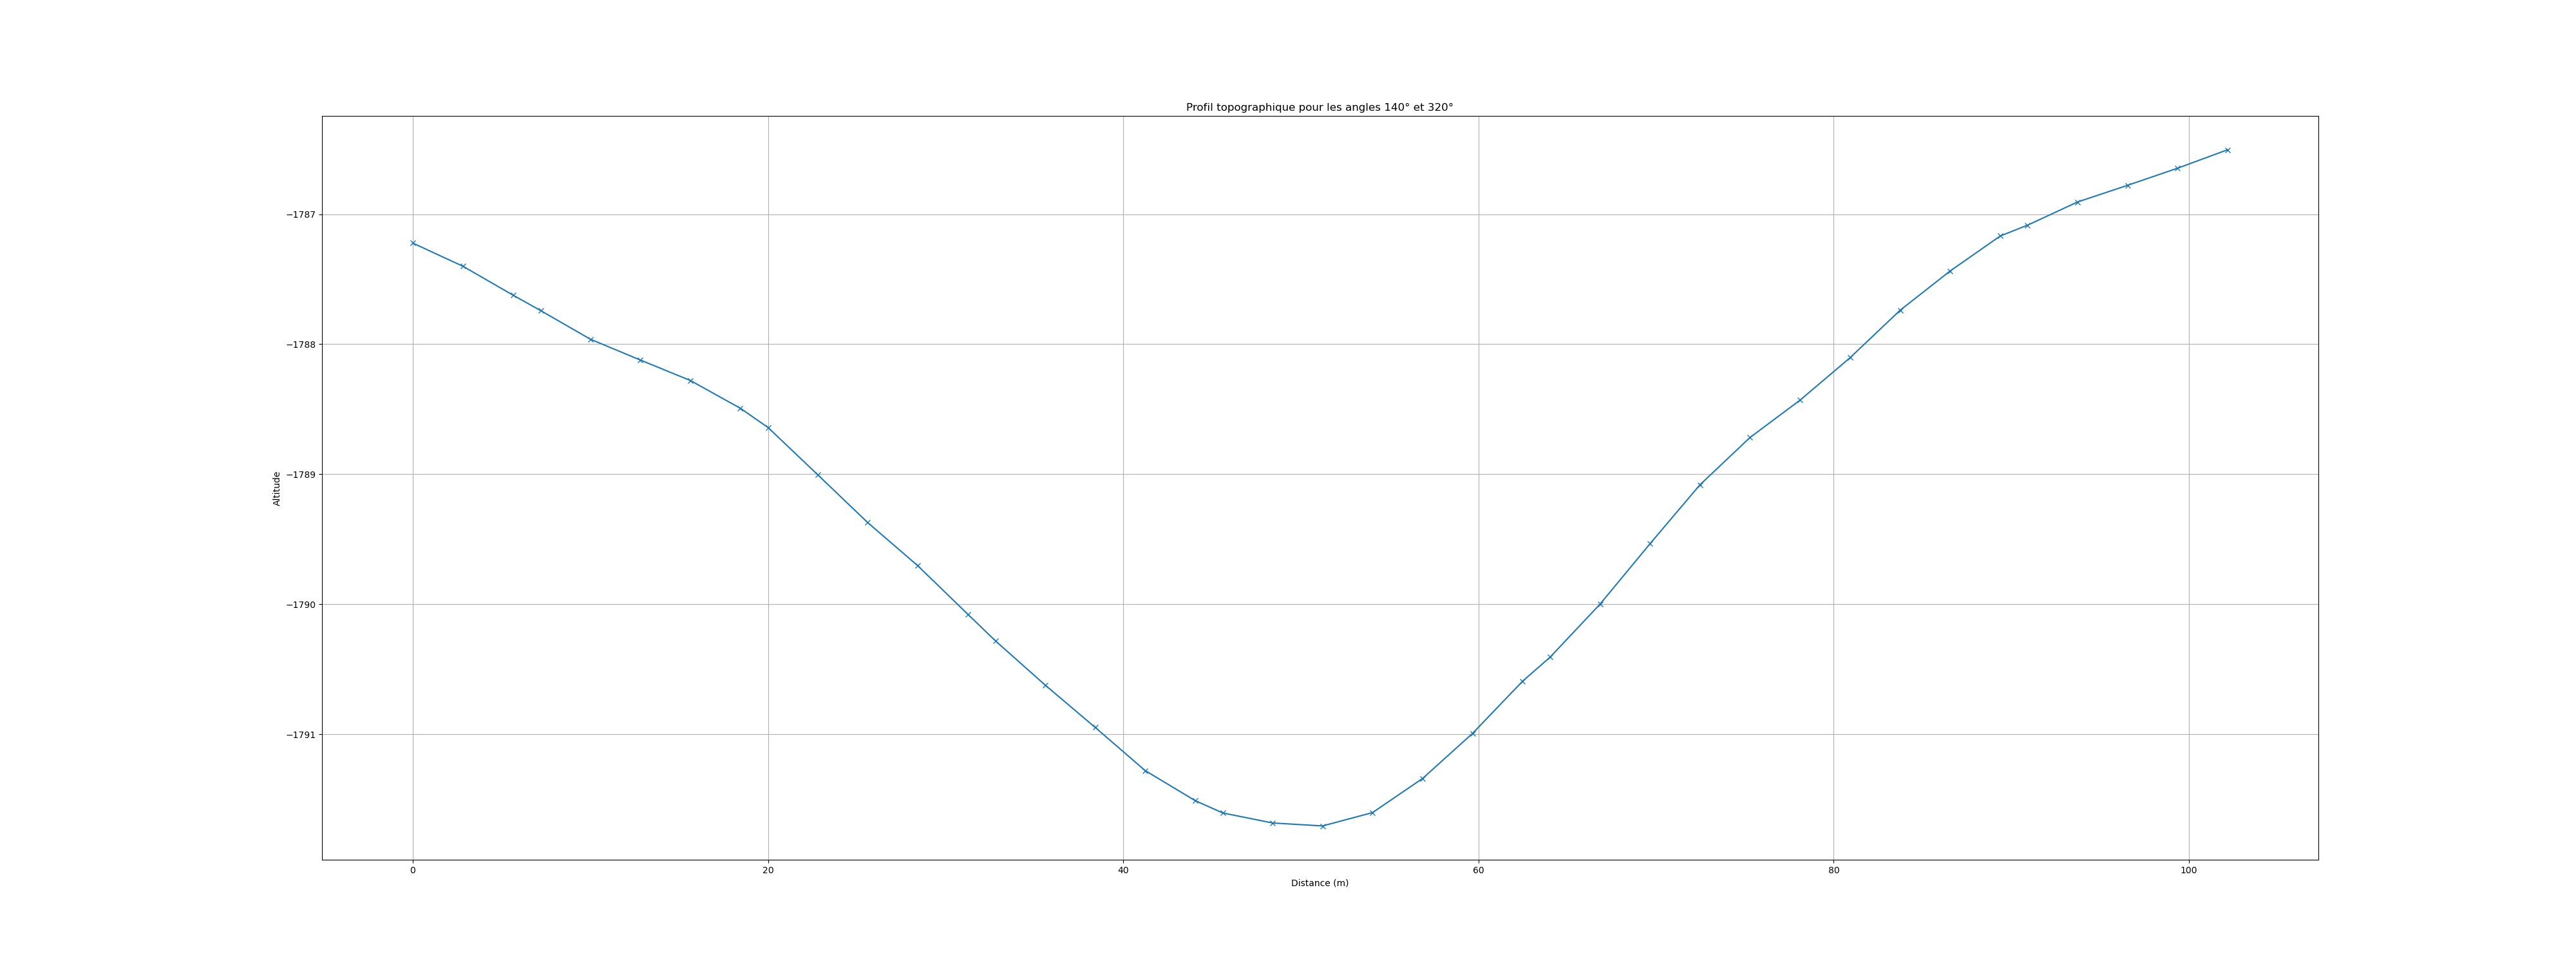 Profil topographique pour les angles 140° et 320°
−1787
−1788
−1789
−1790
−1791
Altitude
0 20 40 60 80 100
Distance (m)